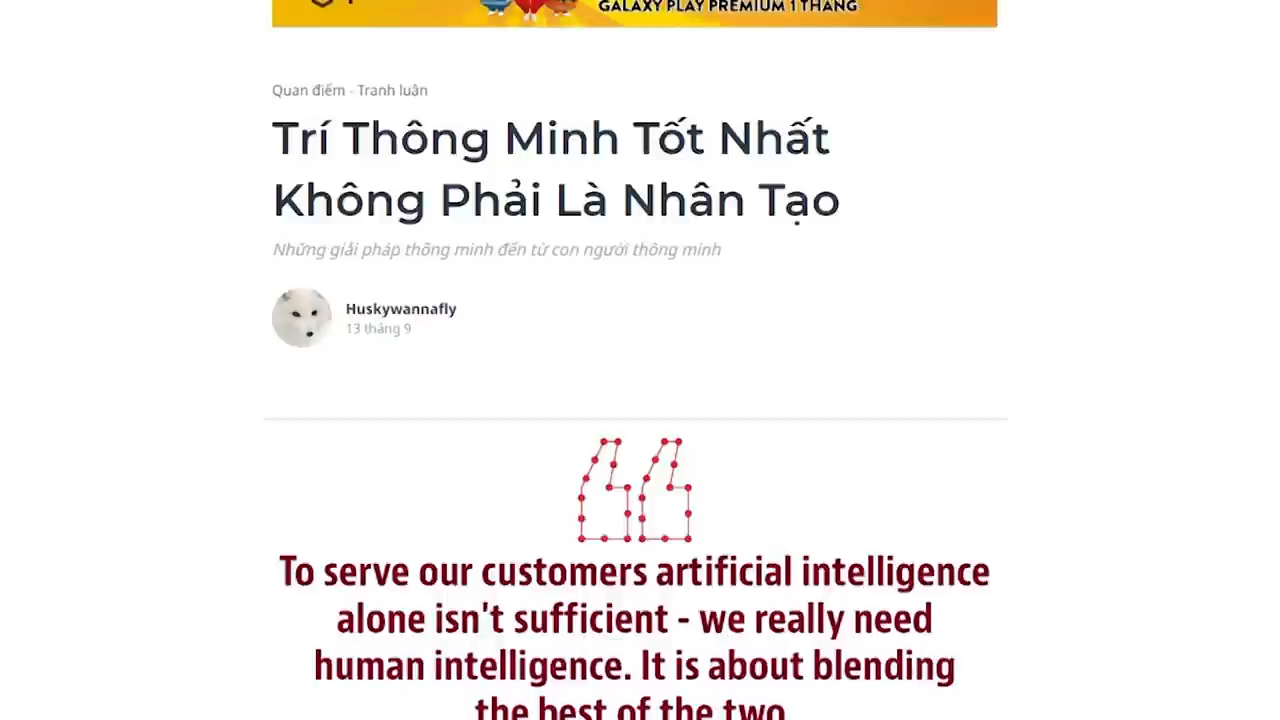 GALAXY PLAY PREMIUM 1 THÁNG
Quan điểm - Tranh luận
Trí Thông Minh Tốt Nhất
Không Phải Là Nhân Tạo
Những giải pháp thông minh đến từ con người thông minh
Huskywannafly
13 tháng 9
To serve our customers artificial intelligence
alone isn't sufficient - we really need
human intelligence. It is about blending
the best of the two